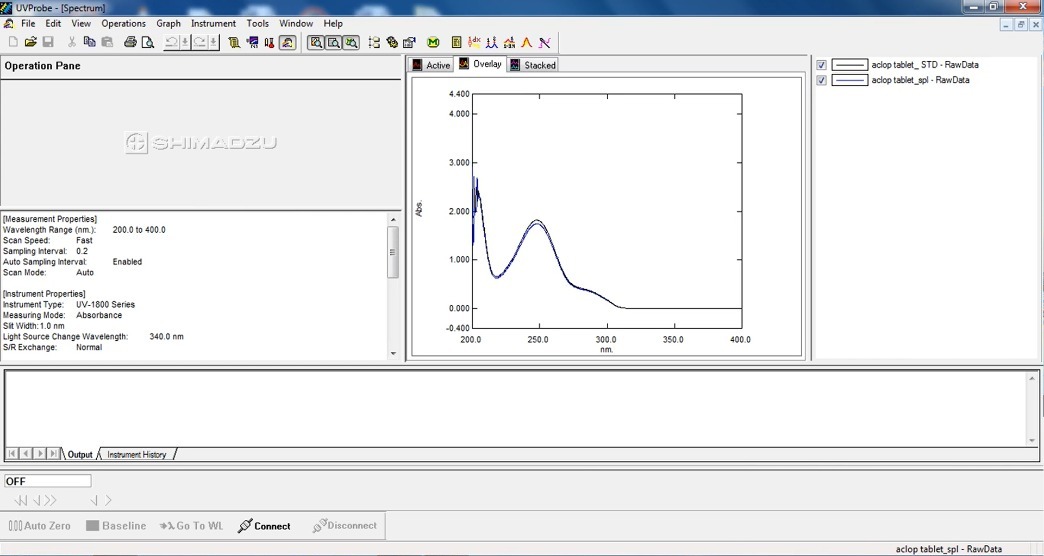 UVProbe - [Spectrum]
File Edit View Operations Graph Instrument Tools Window Help
Operation Pane
SHIMADZU
[Measurement Properties]
Wavelength Range (nm.): 200.0 to 400.0
Scan Speed: Fast
Sampling Interval: 0.2
Auto Sampling Interval: Enabled
Scan Mode: Auto
[Instrument Properties]
Instrument Type: UV-1800 Series
Measuring Mode: Absorbance
Slit Width: 1.0 nm
Light Source Change Wavelength: 340.0 nm
S/R Exchange: Normal
Active Overlay Stacked
4.400
4.000
3.000
2.000
1.000
0.000
-0.400
Abs.
200.0 250.0 300.0 350.0 400.0
nm.
aclop tablet_ STD - RawData
aclop tablet_spl - RawData
Output Instrument History
OFF
Auto Zero Baseline Go To WL Connect Disconnect
aclop tablet_spl - RawData